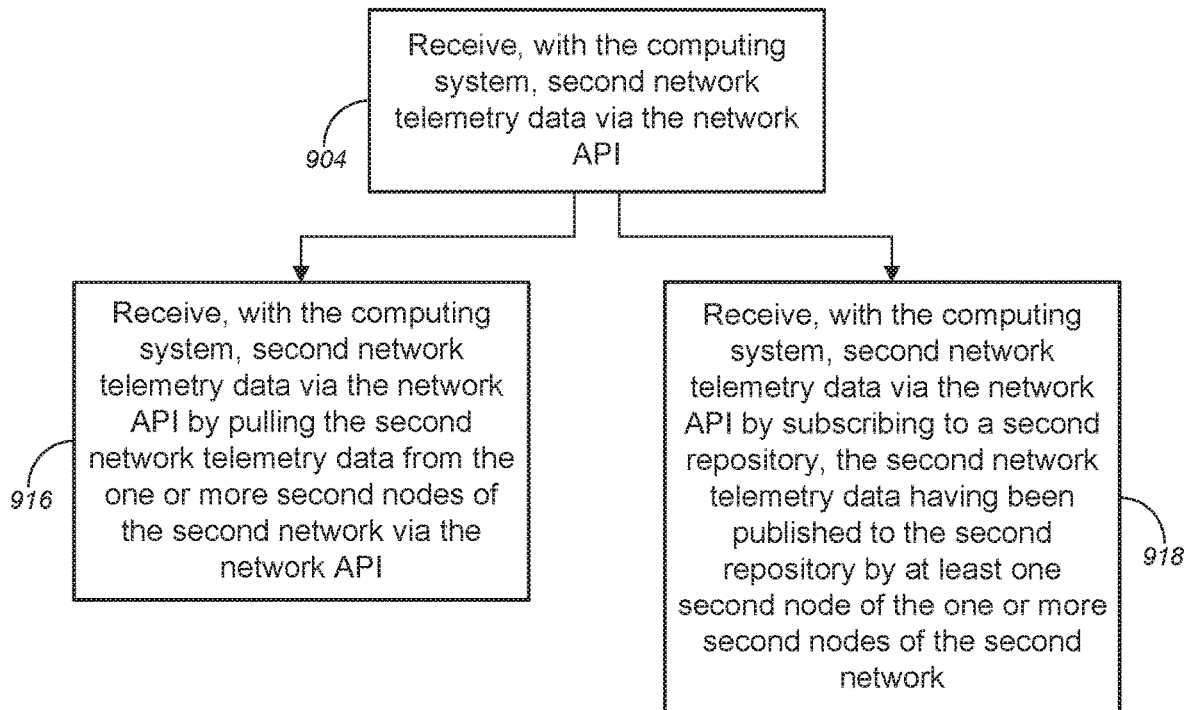 Receive, with the computing
system, second network
telemetry data via the network
API
904
Receive, with the computing
system, second network
telemetry data via the network
API by pulling the second
network telemetry data from the
one or more second nodes of
the second network via the
network API
916
Receive, with the computing
system, second network
telemetry data via the network
API by subscribing to a second
repository, the second network
telemetry data having been
published to the second
repository by at least one
second node of the one or more
second nodes of the second
network
918